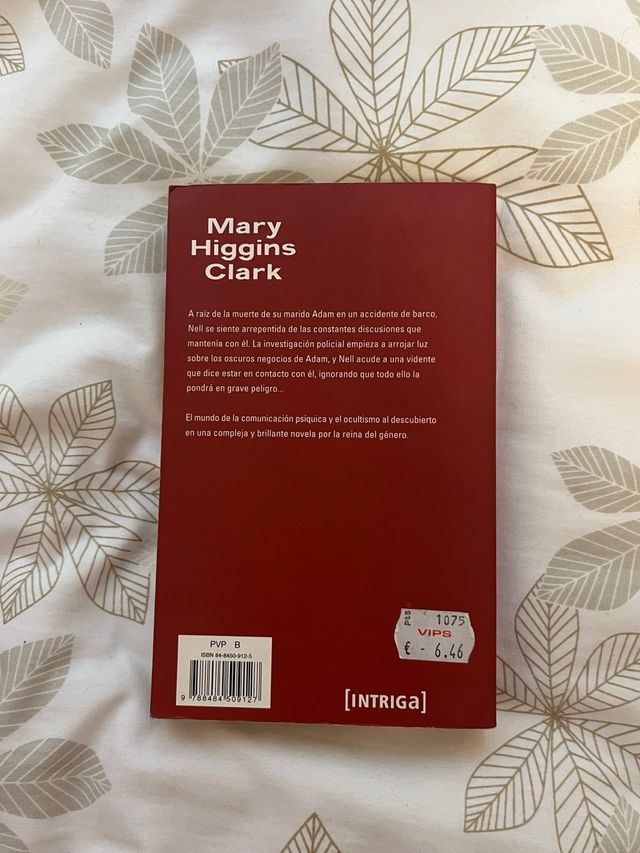 Mary
Higgins
Clark
A raíz de la muerte de su marido Adam en un accidente de barco,
Nell se siente arrepentida de las constantes discusiones que
mantenía con él. La investigación policial empieza a arrojar luz
sobre los oscuros negocios de Adam, y Nell acude a una vidente
que dice estar en contacto con él, ignorando que todo ello la
pondrá en grave peligro...
El mundo de la comunicación psíquica y el ocultismo al descubierto
en una compleja y brillante novela por la reina del género.
Pts 1075
VIPS
€ - 6.46
PVP B
ISBN 84-8450-912-5
9 788484 509127
[INTRIGa]